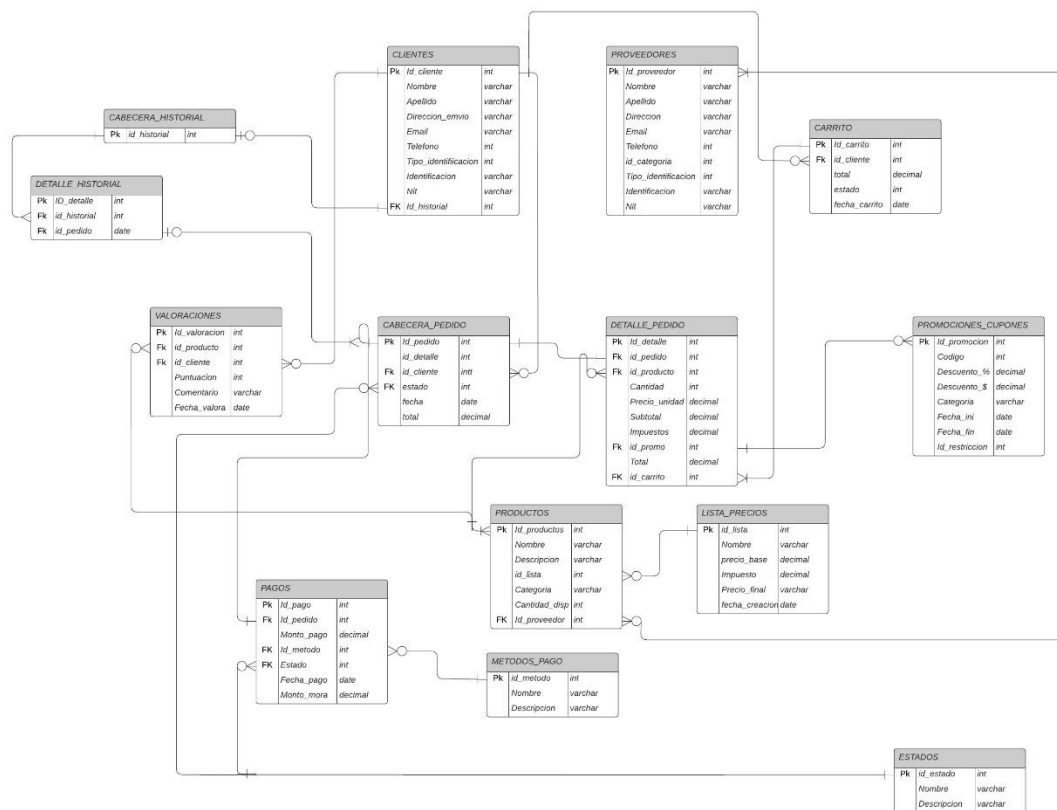 CLIENTES
Pk Id_cliente int
Nombre varchar
Apellido varchar
Direccion_emvio varchar
Email varchar
Telefono int
Tipo_identifiicacion int
Identificacion varchar
Nit varchar
FK Id_historial int
PROVEEDORES
Pk Id_proveedor int
Nombre varchar
Apellido varchar
Direccion varchar
Email varchar
Telefono int
id_categoria int
Tipo_identificacion int
Identificacion varchar
Nit varchar
CABECERA_HISTORIAL
Pk id_historial int
CARRITO
Pk Id_carrito int
Fk id_cliente int
total decimal
estado int
fecha_carrito date
DETALLE_HISTORIAL
Pk ID_detalle int
Fk id_historial int
Fk id_pedido date
VALORACIONES
Pk Id_valoracion int
Fk id_producto int
Fk id_cliente int
Puntuacion int
Comentario varchar
Fecha_valora date
CABECERA_PEDIDO
Pk Id_pedido int
id_detalle int
Fk id_cliente intt
FK estado int
fecha date
total decimal
DETALLE_PEDIDO
Pk Id_detalle int
Fk id_pedido int
Fk id_producto int
Cantidad int
Precio_unidad decimal
Subtotal decimal
Impuestos decimal
Fk id_promo int
Total decimal
FK id_carrito int
PROMOCIONES_CUPONES
Pk Id_promocion int
Codigo int
Descuento_% decimal
Descuento_$ decimal
Categoria varchar
Fecha_ini date
Fecha_fin date
Id_restriccion int
PRODUCTOS
Pk Id_productos int
Nombre varchar
Descripcion varchar
id_lista int
Categoria varchar
Cantidad_disp int
FK Id_proveedor int
LISTA_PRECIOS
Pk id_lista int
Nombre varchar
precio_base decimal
Impuesto decimal
Precio_final varchar
fecha_creacion date
PAGOS
Pk Id_pago int
Fk Id_pedido int
Monto_pago decimal
FK Id_metodo int
FK Estado int
Fecha_pago date
Monto_mora decimal
METODOS_PAGO
Pk id_metodo int
Nombre varchar
Descripcion varchar
ESTADOS
Pk id_estado int
Nombre varchar
Descripcion varchar